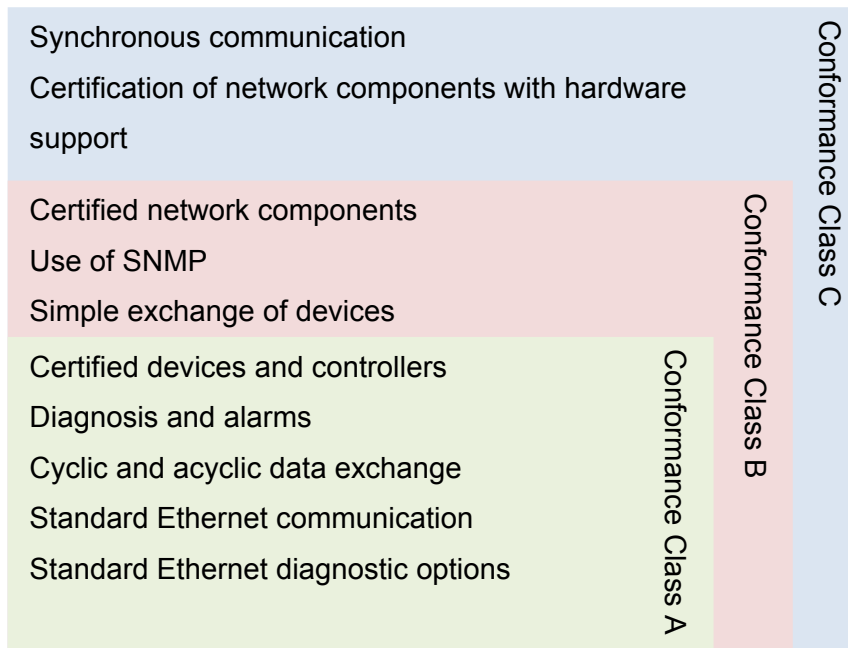 Synchronous communication
Certification of network components with hardware
support
Conformance Class C
Certified network components
Use of SNMP
Simple exchange of devices
Conformance Class B
Certified devices and controllers
Diagnosis and alarms
Cyclic and acyclic data exchange
Standard Ethernet communication
Standard Ethernet diagnostic options
Conformance Class A